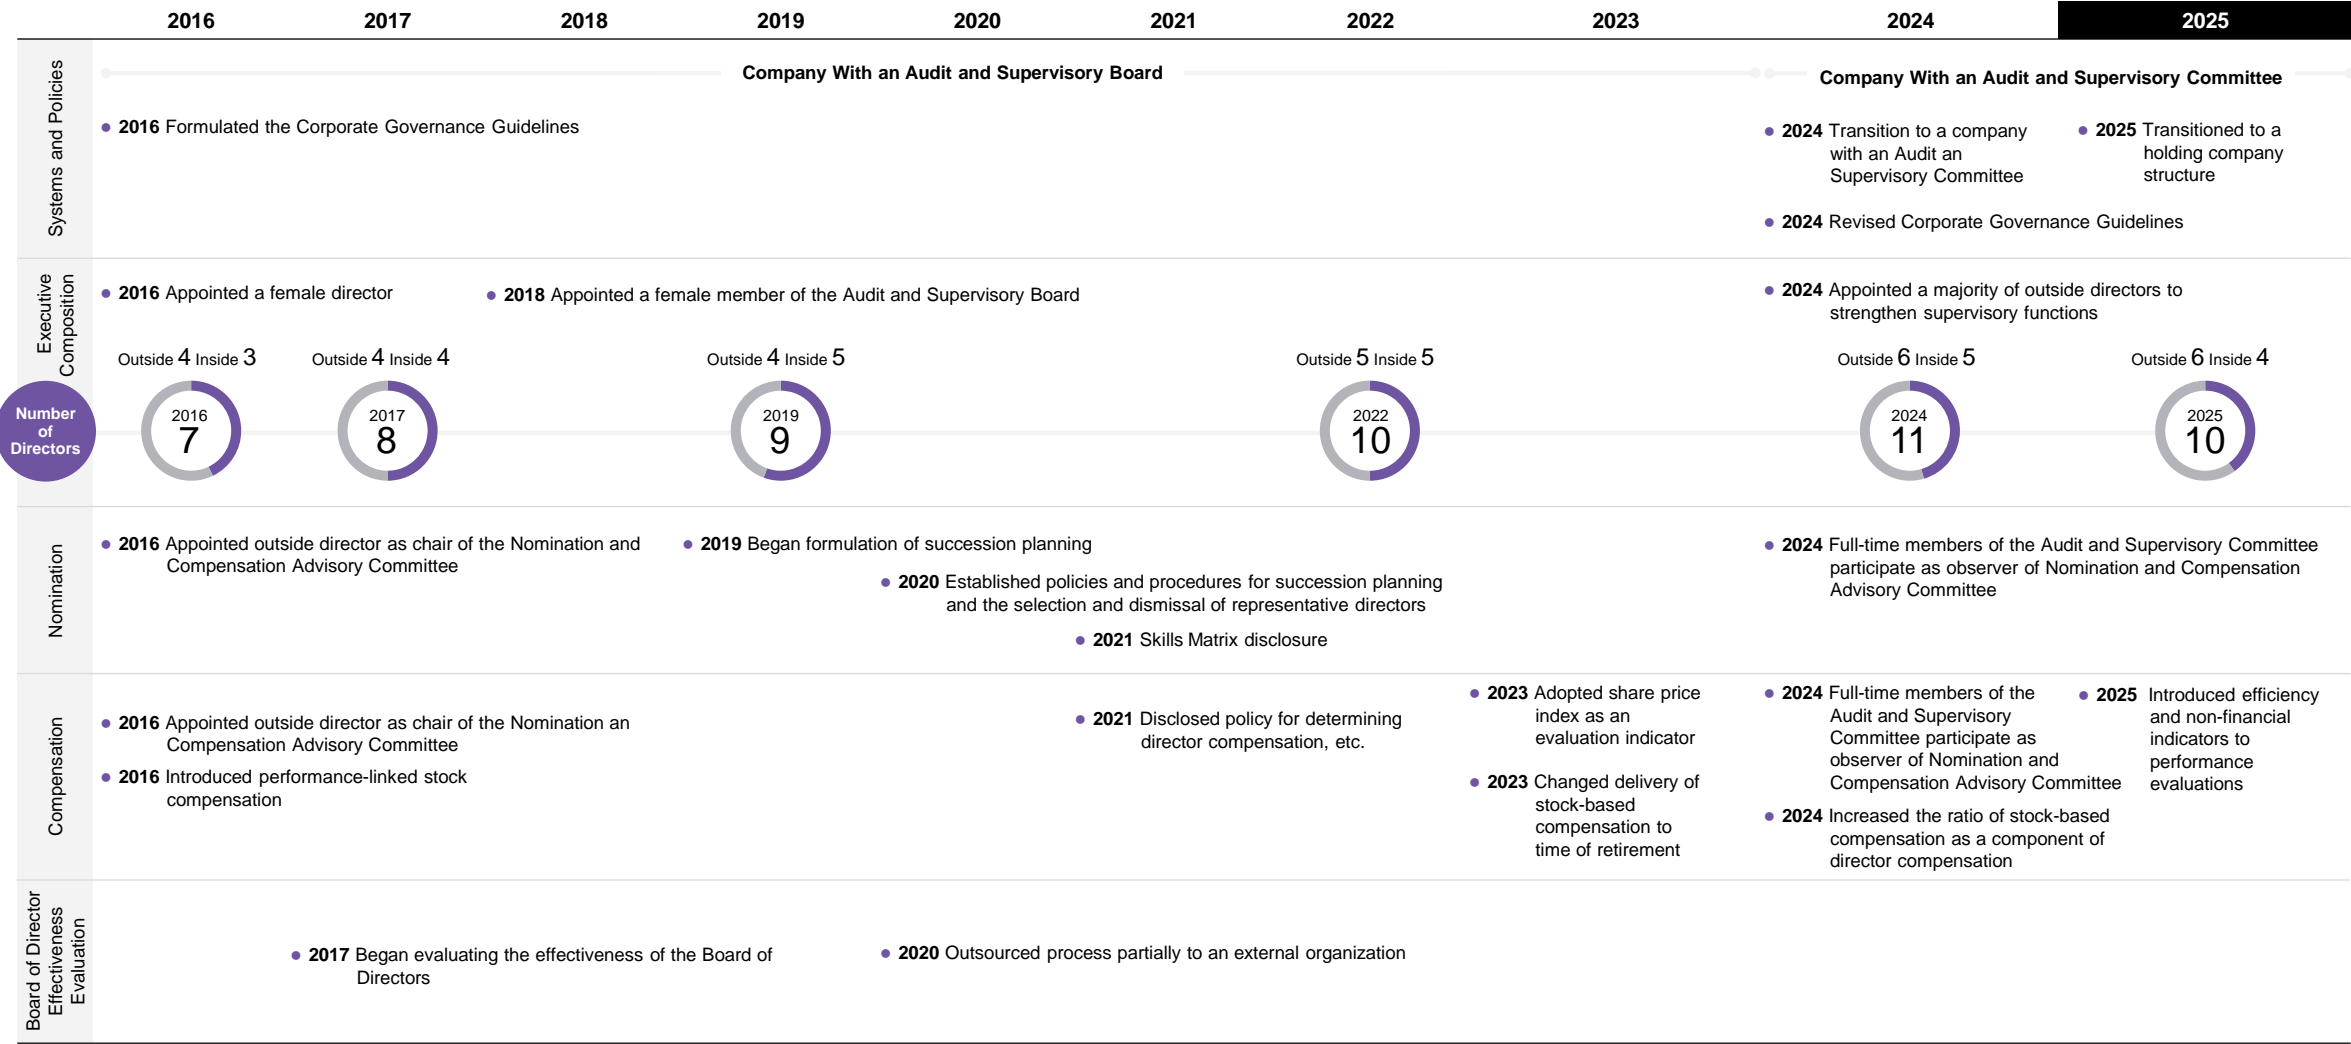 2016 2017 2018 2019 2020 2021 2022 2023 2024 2025
Systems and Policies
Company With an Audit and Supervisory Board
Company With an Audit and Supervisory Committee
2016 Formulated the Corporate Governance Guidelines
2024 Transition to a company
with an Audit an
Supervisory Committee
2025 Transitioned to a
holding company
structure
2024 Revised Corporate Governance Guidelines
Executive
Composition
2016 Appointed a female director
2018 Appointed a female member of the Audit and Supervisory Board
2024 Appointed a majority of outside directors to
strengthen supervisory functions
Number
of
Directors
Outside 4 Inside 3
2016
7
Outside 4 Inside 4
2017
8
Outside 4 Inside 5
2019
9
Outside 5 Inside 5
2022
10
Outside 6 Inside 5
2024
11
Outside 6 Inside 4
2025
10
Nomination
2016 Appointed outside director as chair of the Nomination and
Compensation Advisory Committee
2019 Began formulation of succession planning
2020 Established policies and procedures for succession planning
and the selection and dismissal of representative directors
2021 Skills Matrix disclosure
2024 Full-time members of the Audit and Supervisory Committee
participate as observer of Nomination and Compensation
Advisory Committee
Compensation
2016 Appointed outside director as chair of the Nomination an
Compensation Advisory Committee
2016 Introduced performance-linked stock
compensation
2021 Disclosed policy for determining
director compensation, etc.
2023 Adopted share price
index as an
evaluation indicator
2023 Changed delivery of
stock-based
compensation to
time of retirement
2024 Full-time members of the
Audit and Supervisory
Committee participate as
observer of Nomination and
Compensation Advisory Committee
2024 Increased the ratio of stock-based
compensation as a component of
director compensation
2025 Introduced efficiency
and non-financial
indicators to
performance
evaluations
Board of Director
Effectiveness
Evaluation
2017 Began evaluating the effectiveness of the Board of
Directors
2020 Outsourced process partially to an external organization